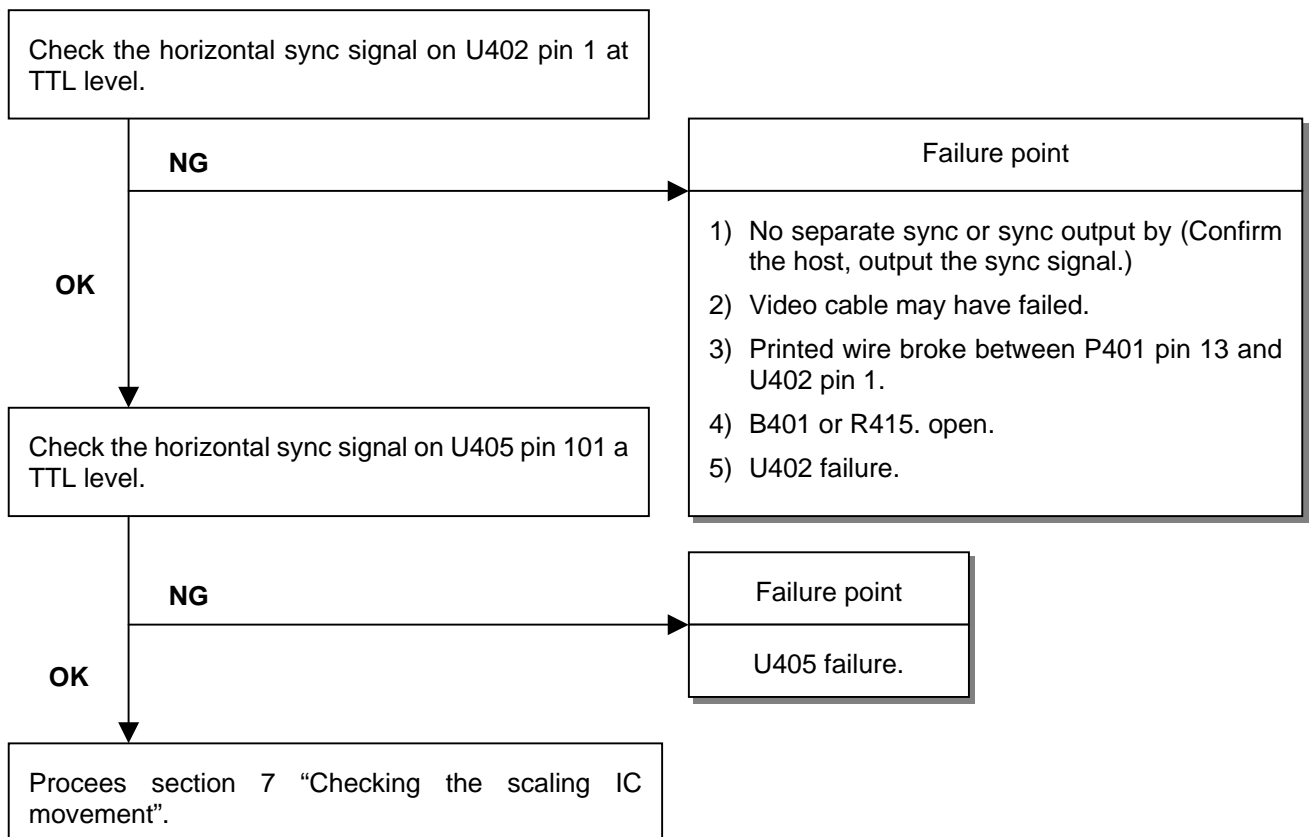 Check the horizontal sync signal on U402 pin 1 at
TTL level.
NG
OK
Failure point
1) No separate sync or sync output by (Confirm
the host, output the sync signal.)
2) Video cable may have failed.
3) Printed wire broke between P401 pin 13 and
U402 pin 1.
4) B401 or R415. open.
5) U402 failure.
Check the horizontal sync signal on U405 pin 101 a
TTL level.
NG
OK
Failure point
U405 failure.
Procees section 7 “Checking the scaling IC
movement”.